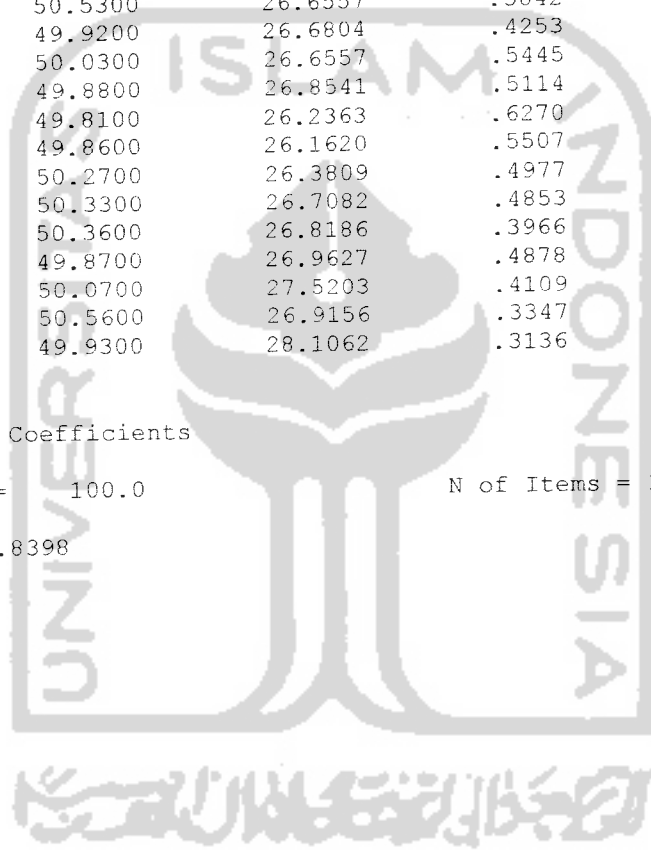 50.5300 26.6557
49.9200 26.6804 .4253
50.0300 26.6557 .5445
49.8800 26.8541 .5114
49.8100 26.2363 .6270
49.8600 26.1620 .5507
50.2700 26.3809 .4977
50.3300 26.7082 .4853
50.3600 26.8186 .3966
49.8700 26.9627 .4878
50.0700 27.5203 .4109
50.5600 26.9156 .3347
49.9300 28.1062 .3136
Coefficients
= 100.0 N of Items =
.8398
ISLAM
UNIVERSITAS
INDONESIA